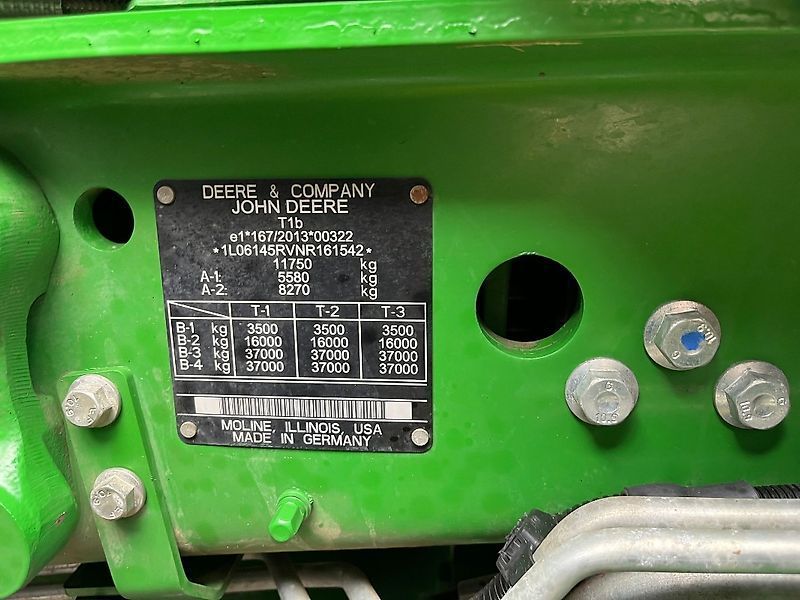 DEERE & COMPANY
JOHN DEERE
T1b
e1*167/2013*00322
*1L06145RVNR161542*
11750 kg
A-1: 5580 kg
A-2: 8270 kg
T-1 T-2 T-3
B-1 kg 3500 3500 3500
B-2 kg 16000 16000 16000
B-3 kg 37000 37000 37000
B-4 kg 37000 37000 37000
MOLINE, ILLINOIS, USA
MADE IN GERMANY
10.9